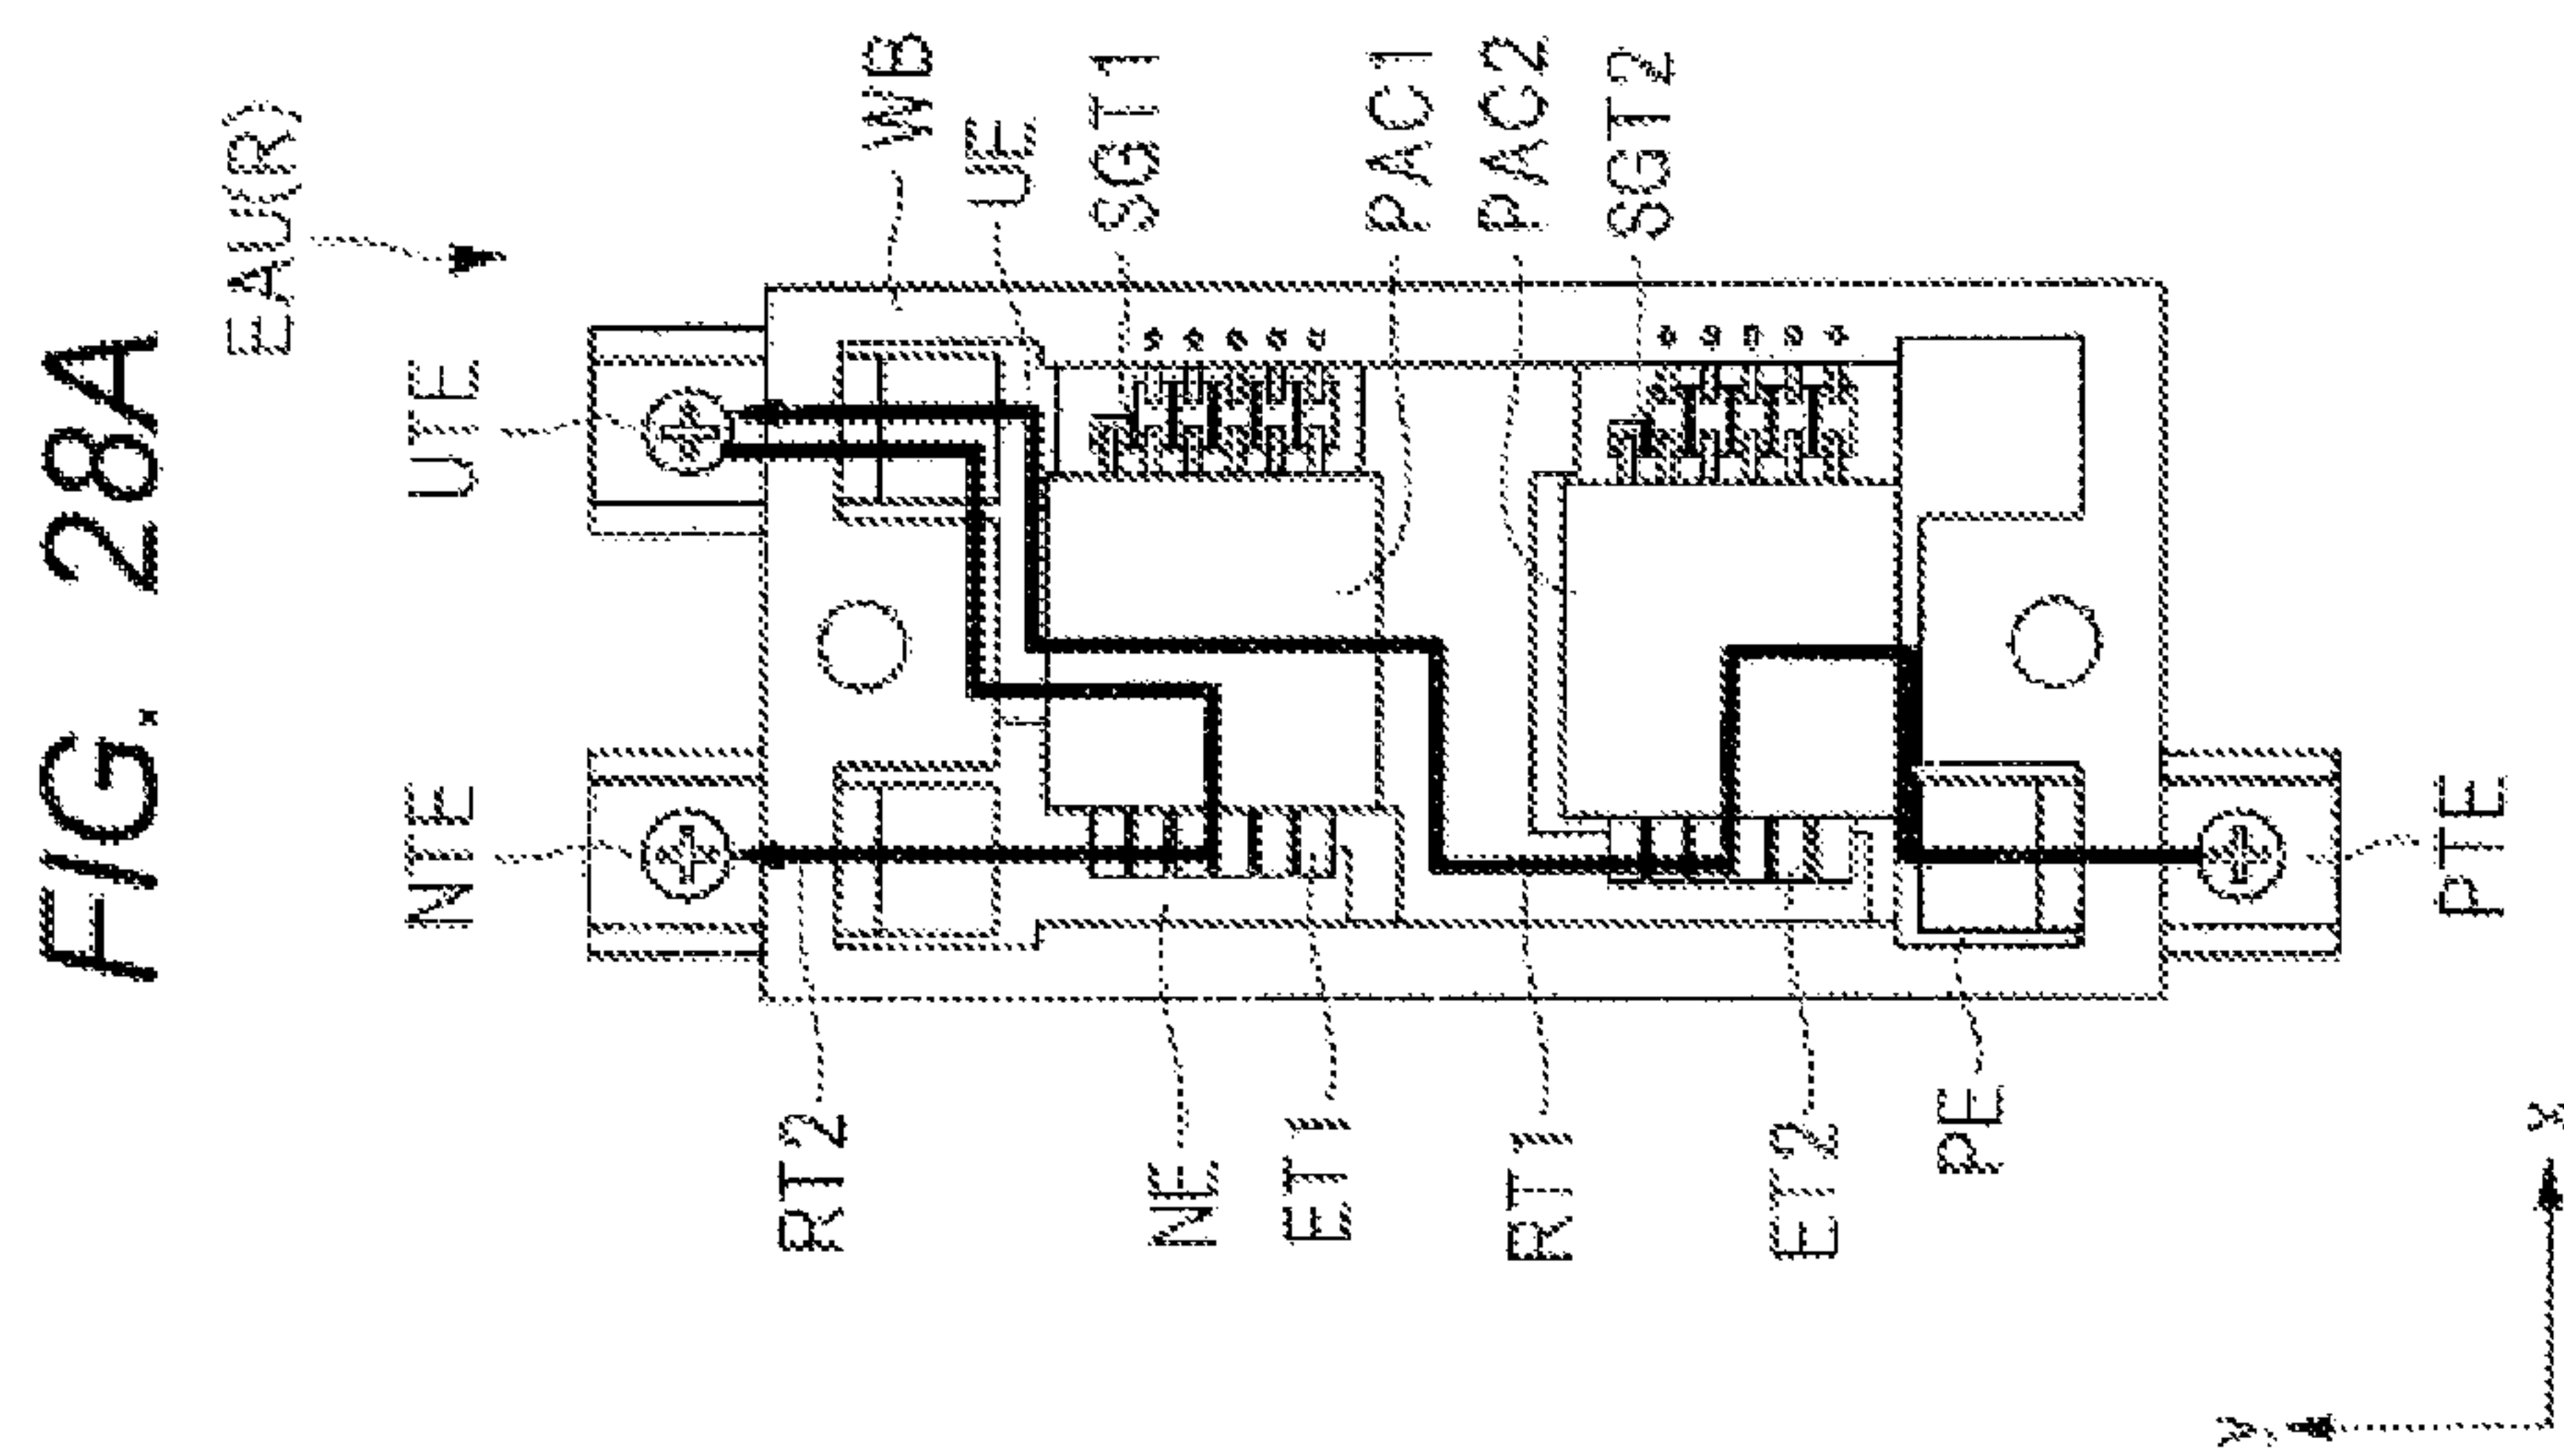 FIG. 28A
EAU(R)
NTE
UTE
WB
UE
SGT1
PAC1
PAC2
SGT2
RT2
NE
ET1
RT1
ET2
PE
PTE
y
x